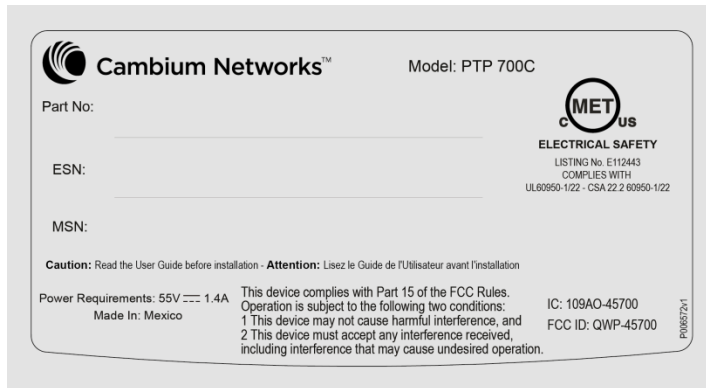 Cambium Networks™
Model: PTP 700C
Part No:
C MET US
ELECTRICAL SAFETY
LISTING No. E112443
COMPLIES WITH
UL60950-1/22 - CSA 22.2 60950-1/22
ESN:
MSN:
Caution: Read the User Guide before installation - Attention: Lisez le Guide de l'Utilisateur avant l'installation
Power Requirements: 55V ⎓ 1.4A
Made In: Mexico
This device complies with Part 15 of the FCC Rules.
Operation is subject to the following two conditions:
1 This device may not cause harmful interference, and
2 This device must accept any interference received,
including interference that may cause undesired operation.
IC: 109AO-45700
FCC ID: QWP-45700
P006572v1